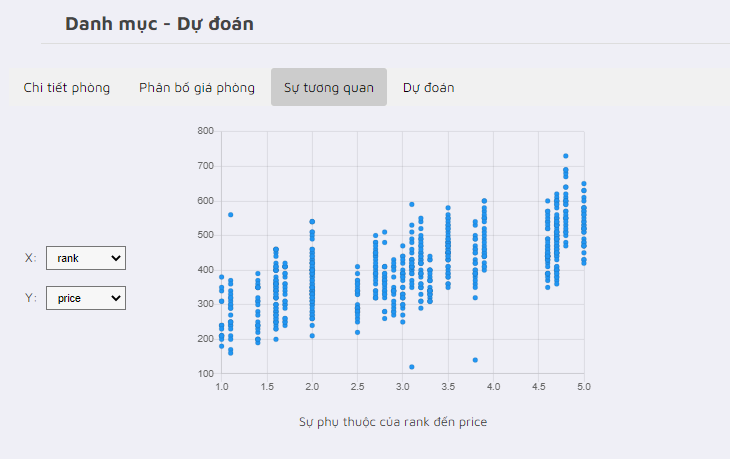 Danh mục - Dự đoán
Chi tiết phòng Phân bố giá phòng Sự tương quan Dự đoán
800
700
600
500
400
300
200
100
1.0 1.5 2.0 2.5 3.0 3.5 4.0 4.5 5.0
X: rank
Y: price
Sự phụ thuộc của rank đến price